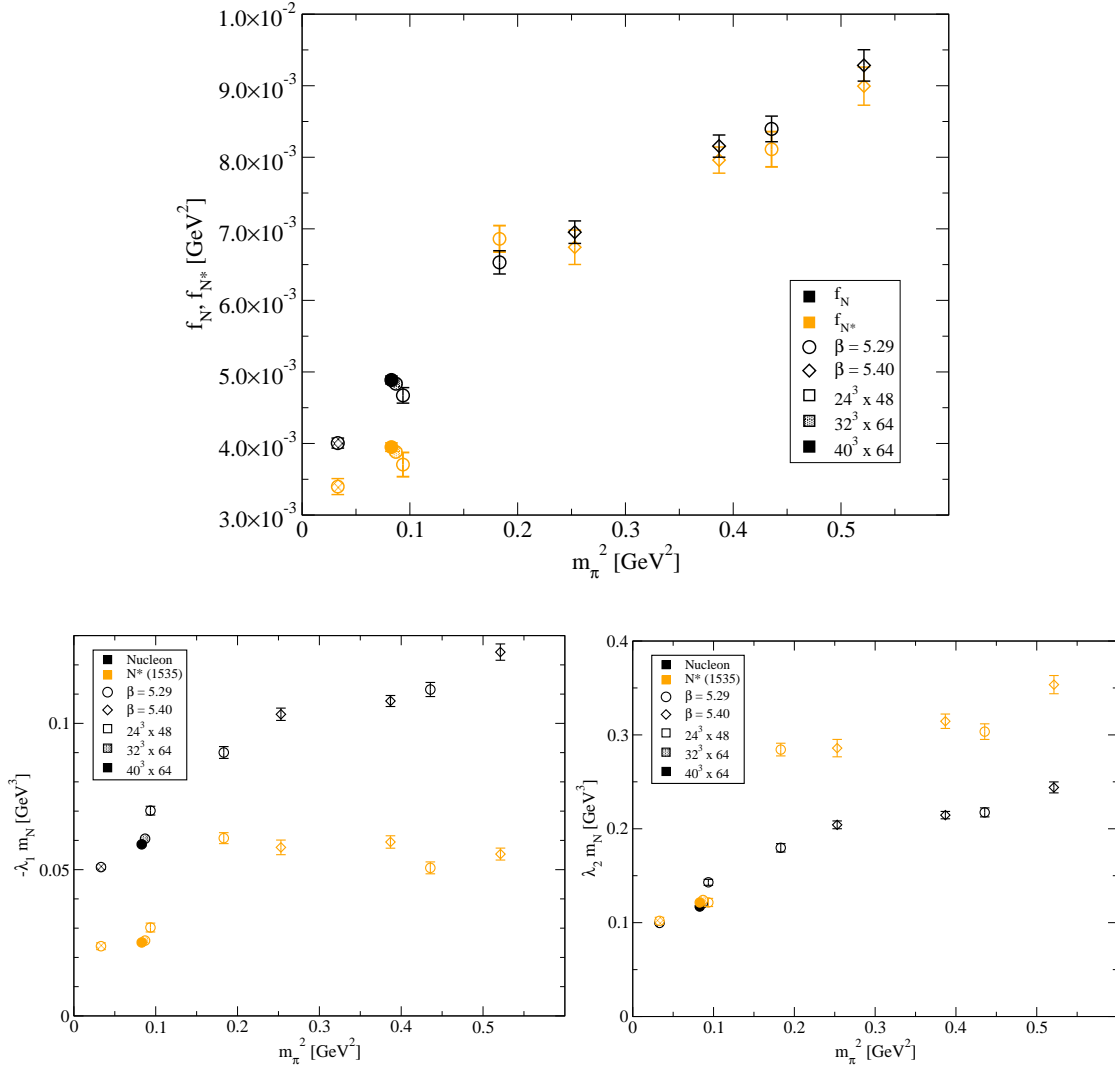 1.0×10⁻²
9.0×10⁻³
8.0×10⁻³
7.0×10⁻³
6.0×10⁻³
5.0×10⁻³
4.0×10⁻³
3.0×10⁻³
f_N, f_N* [GeV²]
0 0.1 0.2 0.3 0.4 0.5
m_π² [GeV²]
f_N
f_N*
β = 5.29
β = 5.40
24³ x 48
32³ x 64
40³ x 64
0.1
0.05
0
-λ₁ m_N [GeV³]
0 0.1 0.2 0.3 0.4 0.5
m_π² [GeV²]
Nucleon
N* (1535)
β = 5.29
β = 5.40
24³ x 48
32³ x 64
40³ x 64
0.4
0.3
0.2
0.1
0
λ₂ m_N [GeV³]
0 0.1 0.2 0.3 0.4 0.5
m_π² [GeV²]
Nucleon
N* (1535)
β = 5.29
β = 5.40
24³ x 48
32³ x 64
40³ x 64